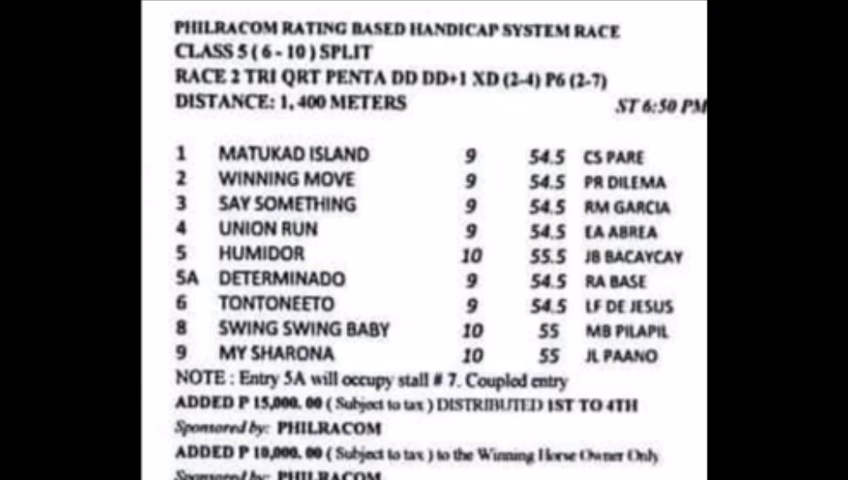 PHILRACOM RATING BASED HANDICAP SYSTEM RACE
CLASS 5 ( 6 - 10 ) SPLIT
RACE 2 TRI QRT PENTA DD DD+1 XD (2-4) P6 (2-7)
DISTANCE: 1, 400 METERS ST 6:50 PM
1 MATUKAD ISLAND 9 54.5 CS PARE
2 WINNING MOVE 9 54.5 PR DILEMA
3 SAY SOMETHING 9 54.5 RM GARCIA
4 UNION RUN 9 54.5 EA ABREA
5 HUMIDOR 10 55.5 JB BACAYCAY
5A DETERMINADO 9 54.5 RA BASE
6 TONTONEETO 9 54.5 LF DE JESUS
8 SWING SWING BABY 10 55 MB PILAPIL
9 MY SHARONA 10 55 JL PAANO
NOTE : Entry 5A will occupy stall # 7. Coupled entry
ADDED P 15,000. 00 ( Subject to tax ) DISTRIBUTED 1ST TO 4TH
Sponsored by: PHILRACOM
ADDED P 10,000. 00 ( Subject to tax ) to the Winning Horse Owner Only
Sponsored by: PHILRACOM